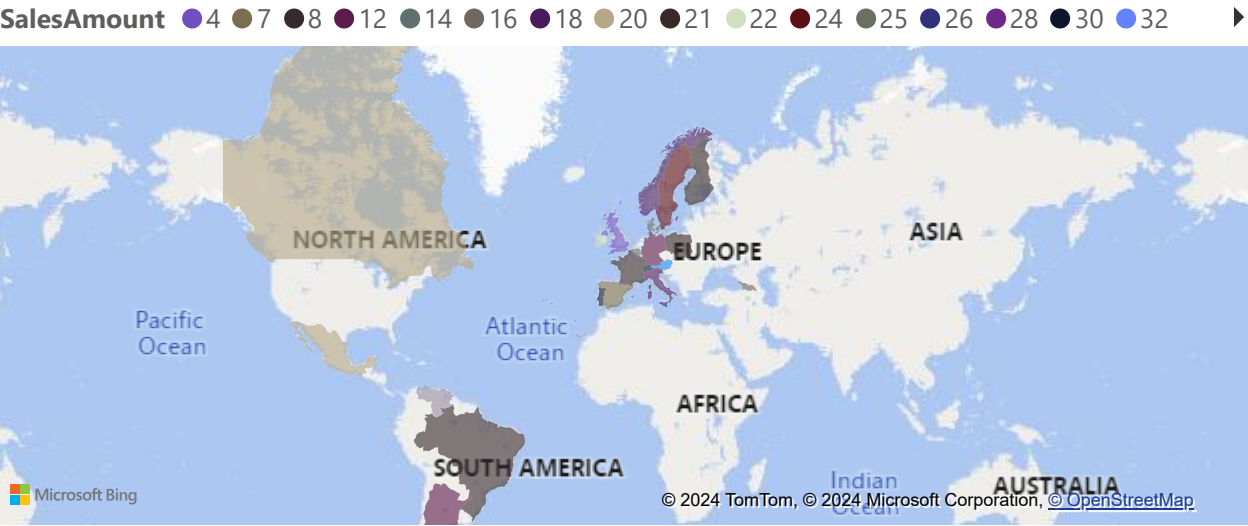 SalesAmount 4 7 8 12 14 16 18 20 21 22 24 25 26 28 30 32
NORTH AMERICA
ASIA
EUROPE
Pacific
Ocean
Atlantic
Ocean
AFRICA
SOUTH AMERICA
Indian
Ocean
AUSTRALIA
Microsoft Bing
© 2024 TomTom, © 2024 Microsoft Corporation, © OpenStreetMap